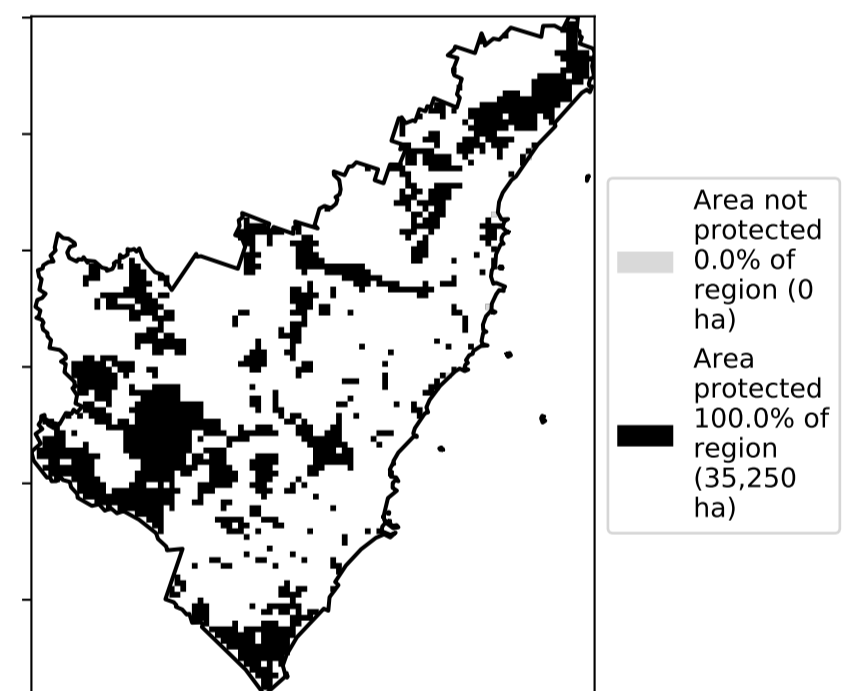 Area not
protected
0.0% of
region (0
ha)
Area
protected
100.0% of
region
(35,250
ha)